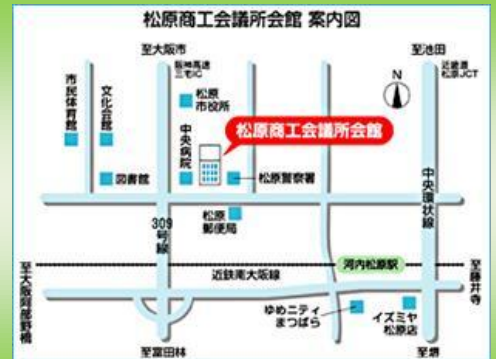 松原商工会議所会館 案内図
至大阪市
至池田
阪神高速
三宅IC
近畿道
松原JCT
N
市民体育館
文化会館
松原
市役所
中央病院
松原商工会議所会館
図書館
松原警察署
309号線
松原
郵便局
中央環状線
至大阪阿部野橋
近鉄南大阪線
河内松原駅
至藤井寺
ゆめニティ
まつばら
イズミヤ
松原店
至富田林
至堺